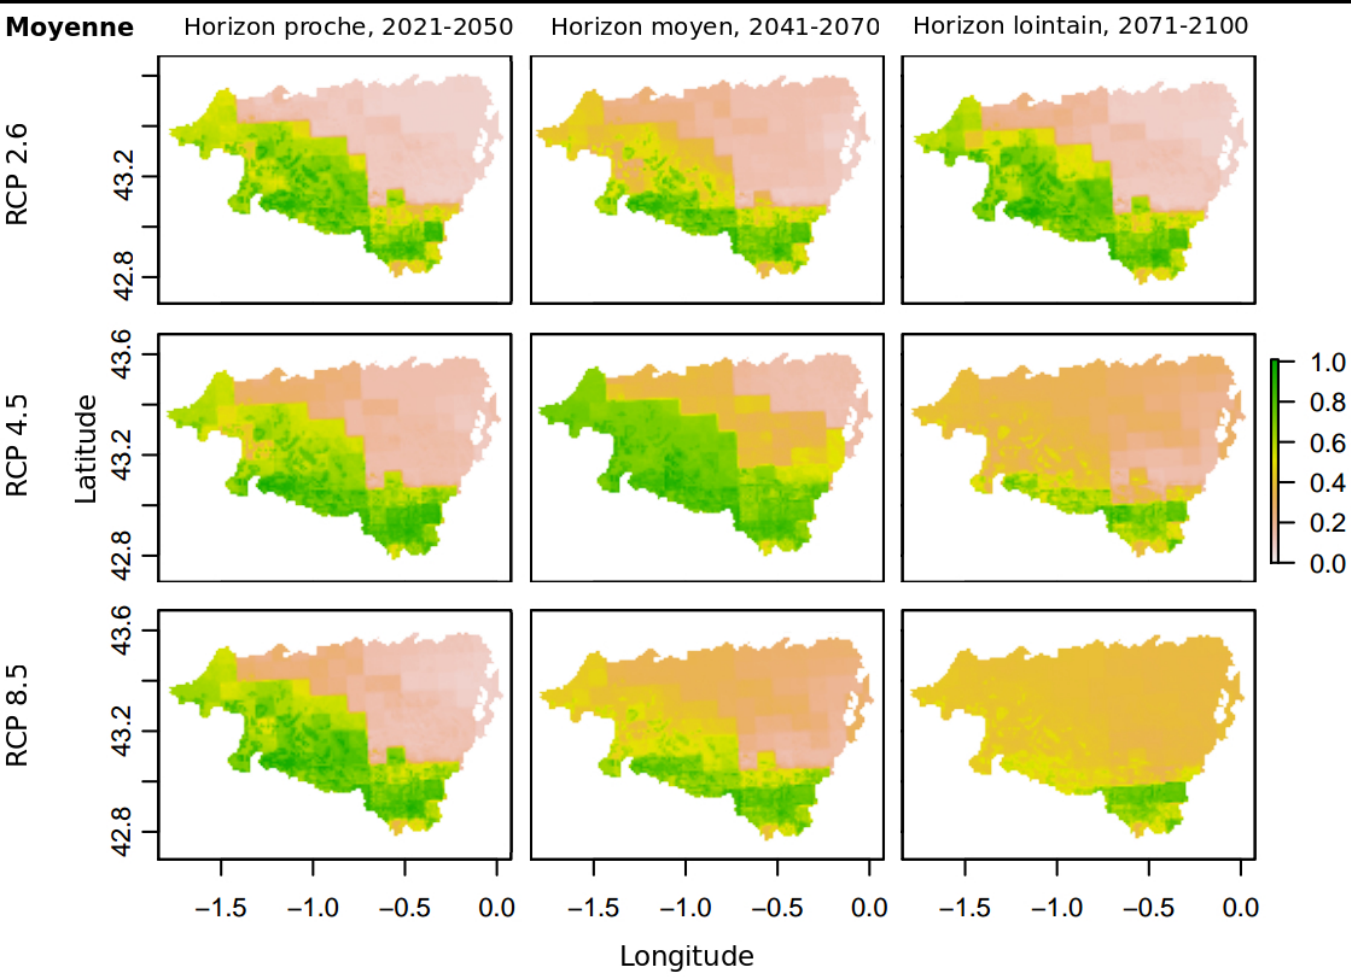 Moyenne Horizon proche, 2021-2050 Horizon moyen, 2041-2070 Horizon lointain, 2071-2100
RCP 2.6
43.2
42.8
RCP 4.5
Latitude
43.6
43.2
42.8
1.0
0.8
0.6
0.4
0.2
0.0
RCP 8.5
43.6
43.2
42.8
−1.5 −1.0 −0.5 0.0 −1.5 −1.0 −0.5 0.0 −1.5 −1.0 −0.5 0.0
Longitude